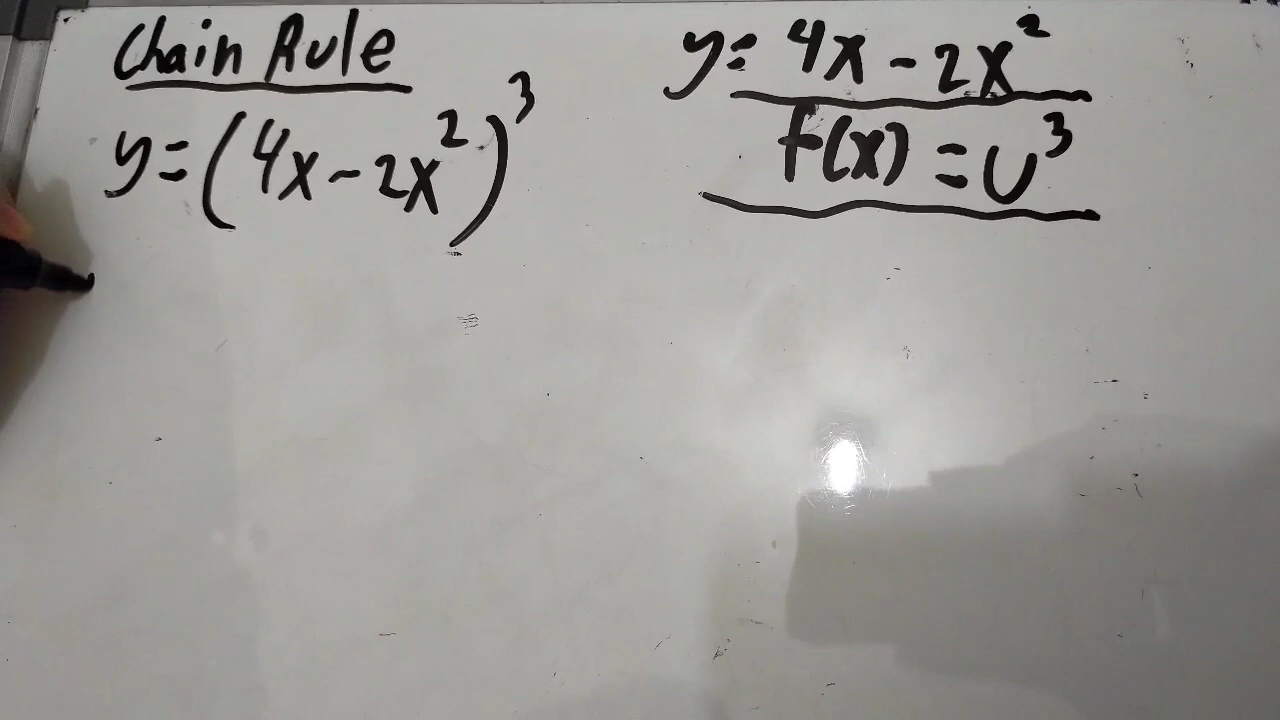 Chain Rule
y=(4x-2x²)³
y=4x-2x²
f(x)=U³